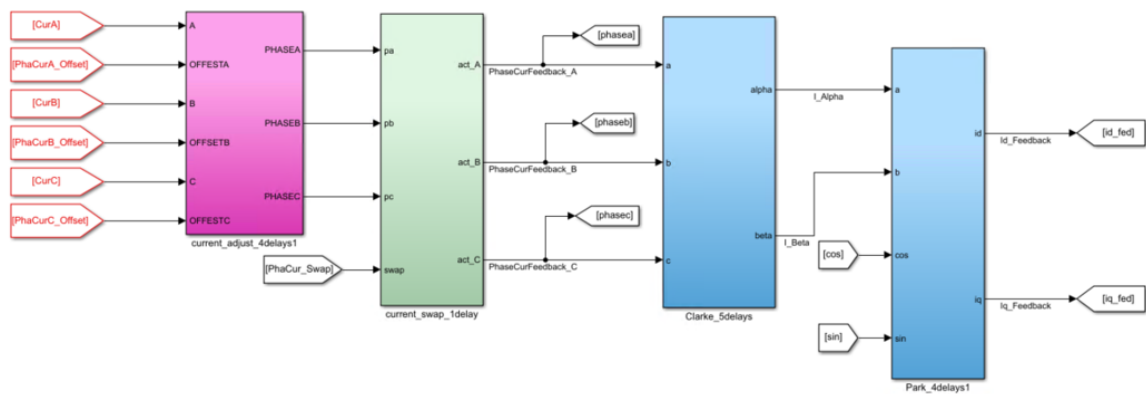 [CurA]
[PhaCurA_Offset]
[CurB]
[PhaCurB_Offset]
[CurC]
[PhaCurC_Offset]
A
OFFESTA
B
OFFSETB
C
OFFESTC
PHASEA
PHASEB
PHASEC
current_adjust_4delays1
[PhaCur_Swap]
pa
pb
pc
swap
act_A
act_B
act_C
current_swap_1delay
PhaseCurFeedback_A
PhaseCurFeedback_B
PhaseCurFeedback_C
[phasea]
[phaseb]
[phasec]
a
b
c
alpha
beta
Clarke_5delays
I_Alpha
I_Beta
[cos]
[sin]
a
b
cos
sin
id
iq
Park_4delays1
Id_Feedback
Iq_Feedback
[id_fed]
[iq_fed]